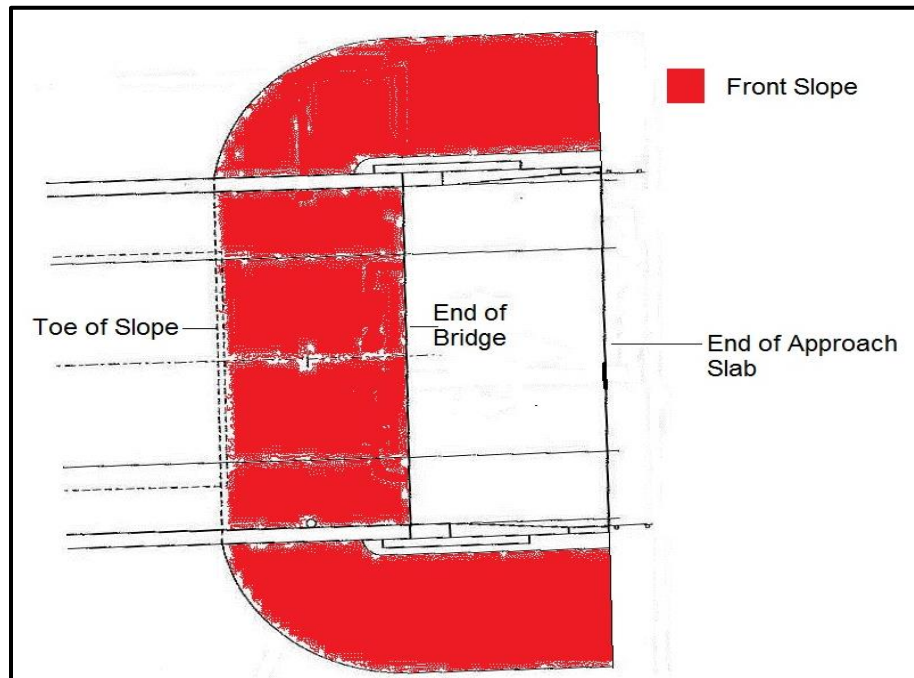 Front Slope
Toe of Slope
End of
Bridge
End of Approach
Slab